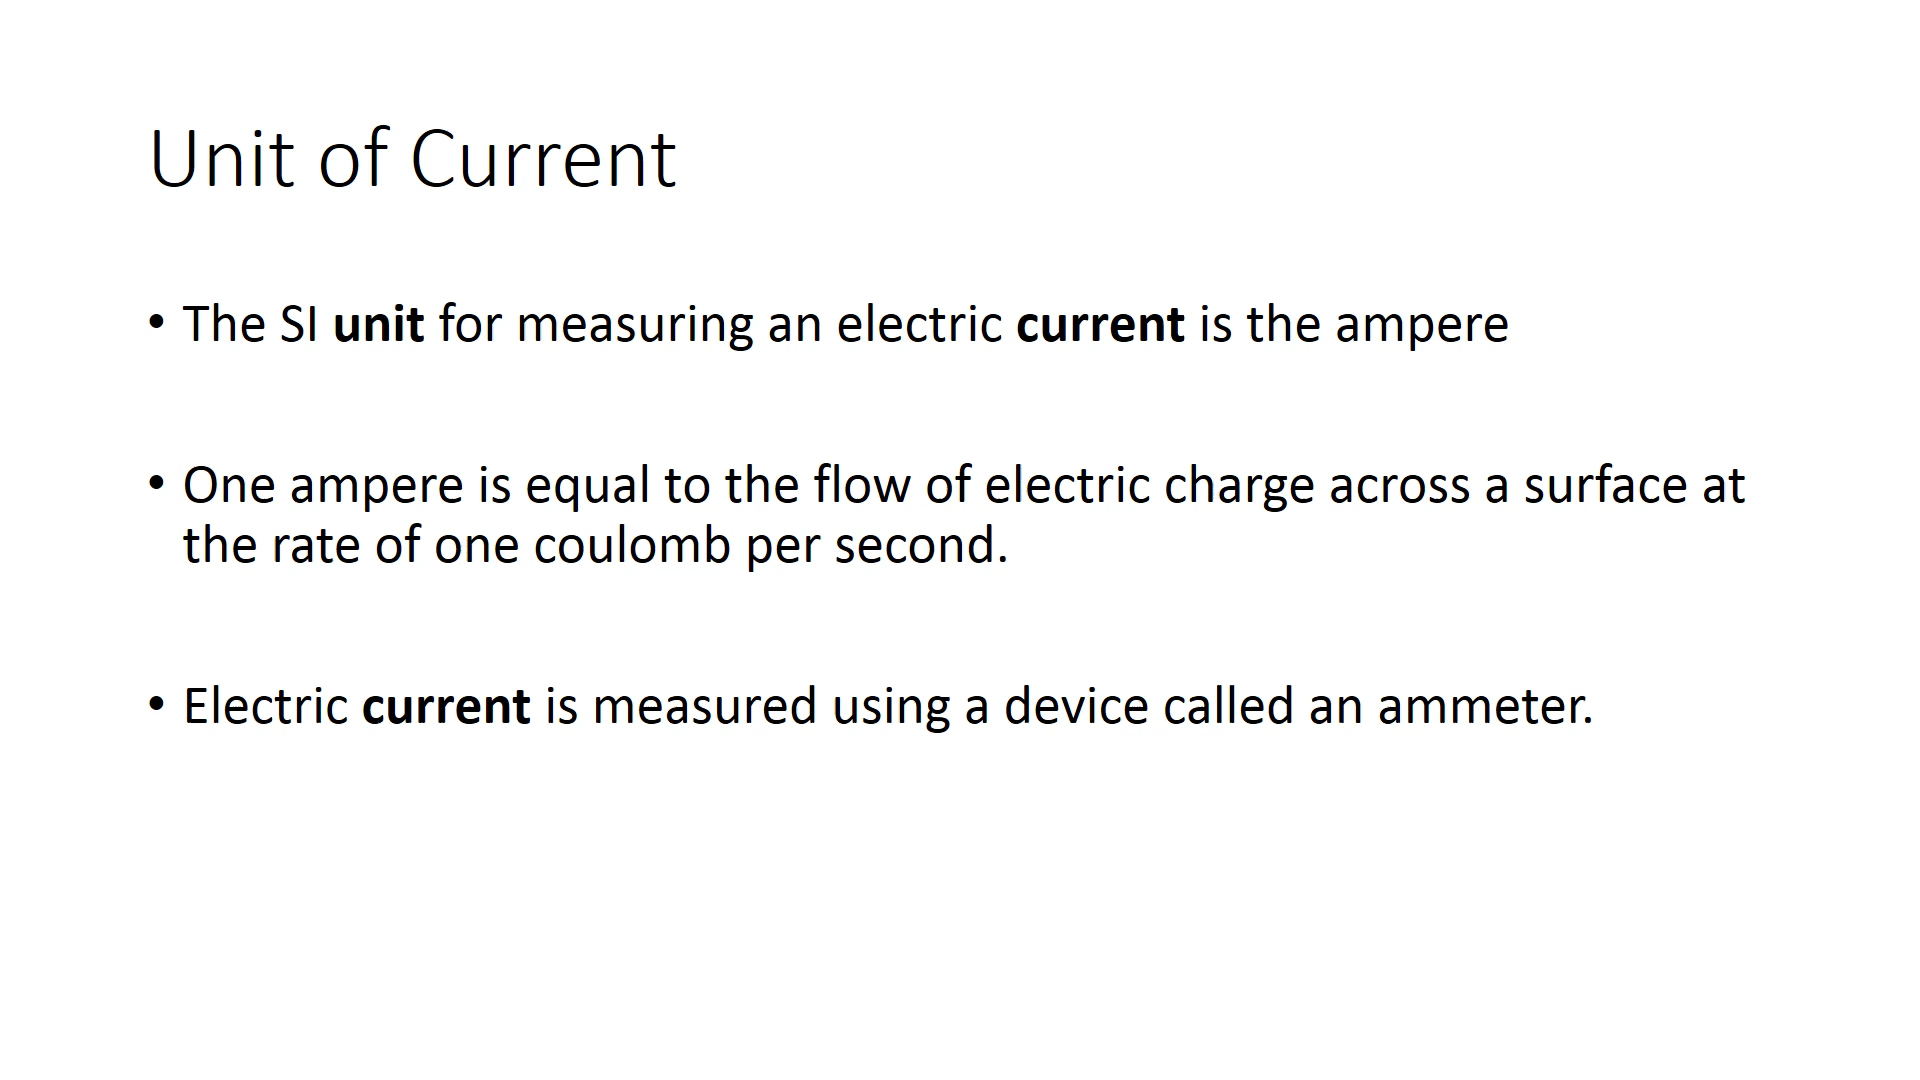 Unit of Current
• The SI unit for measuring an electric current is the ampere
• One ampere is equal to the flow of electric charge across a surface at
the rate of one coulomb per second.
• Electric current is measured using a device called an ammeter.